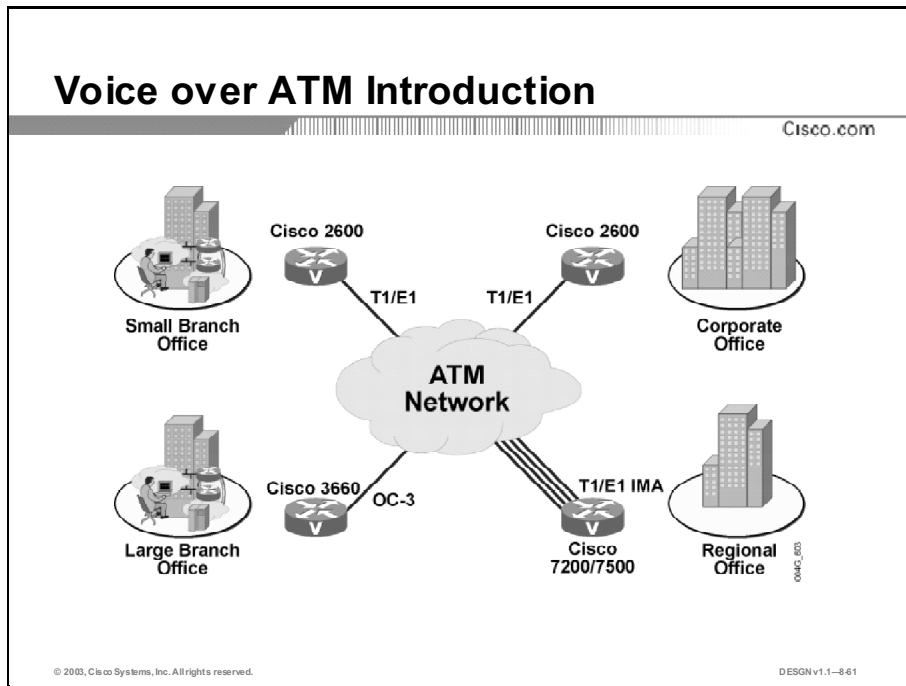 Voice over ATM Introduction
Cisco.com
Cisco 2600
Cisco 2600
V
V
T1/E1
T1/E1
Small Branch
Office
Corporate
Office
ATM
Network
Cisco 3660
OC-3
T1/E1 IMA
V
V
Large Branch
Office
Cisco
7200/7500
Regional
Office
© 2003, Cisco Systems, Inc. All rights reserved.
DESGN v1.1—8-61